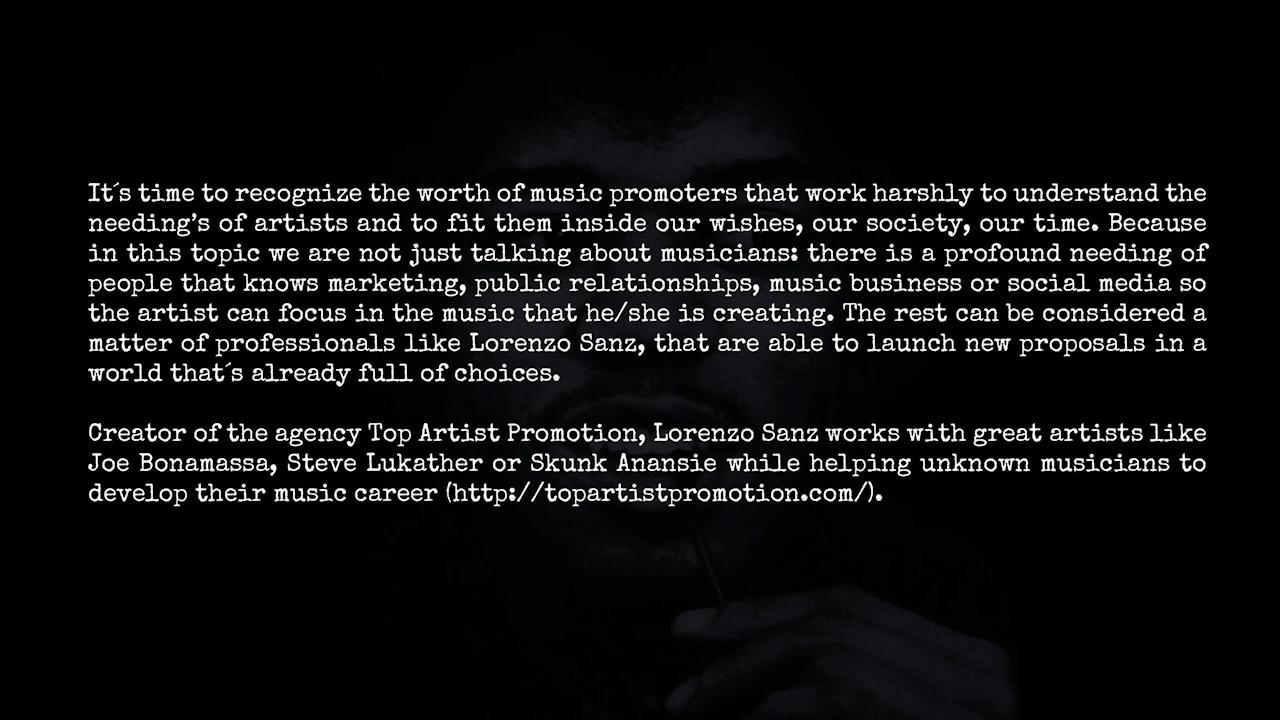 It´s time to recognize the worth of music promoters that work harshly to understand the
needing's of artists and to fit them inside our wishes, our society, our time. Because
in this topic we are not just talking about musicians: there is a profound needing of
people that knows marketing, public relationships, music business or social media so
the artist can focus in the music that he/she is creating. The rest can be considered a
matter of professionals like Lorenzo Sanz, that are able to launch new proposals in a
world that´s already full of choices.
Creator of the agency Top Artist Promotion, Lorenzo Sanz works with great artists like
Joe Bonamassa, Steve Lukather or Skunk Anansie while helping unknown musicians to
develop their music career (http://topartistpromotion.com/).